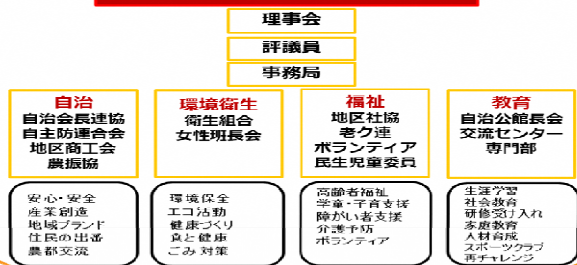 理事会
評議員
事務局
自治
自治会長連協
自主防連合会
地区商工会
農振協
環境衛生
衛生組合
女性班長会
福祉
地区社協
老ク連
ボランティア
民生児童委員
教育
自治公館長会
交流センター
専門部
安心・安全
産業創造
地域ブランド
住民の出番
農都交流
環境保全
エコ活動
健康づくり
食と健康
ごみ対策
高齢者福祉
学童・子育支援
障がい者支援
介護予防
ボランティア
生涯学習
社会教育
研修受け入れ
家庭教育
人材育成
スポーツクラブ
再チャレンジ